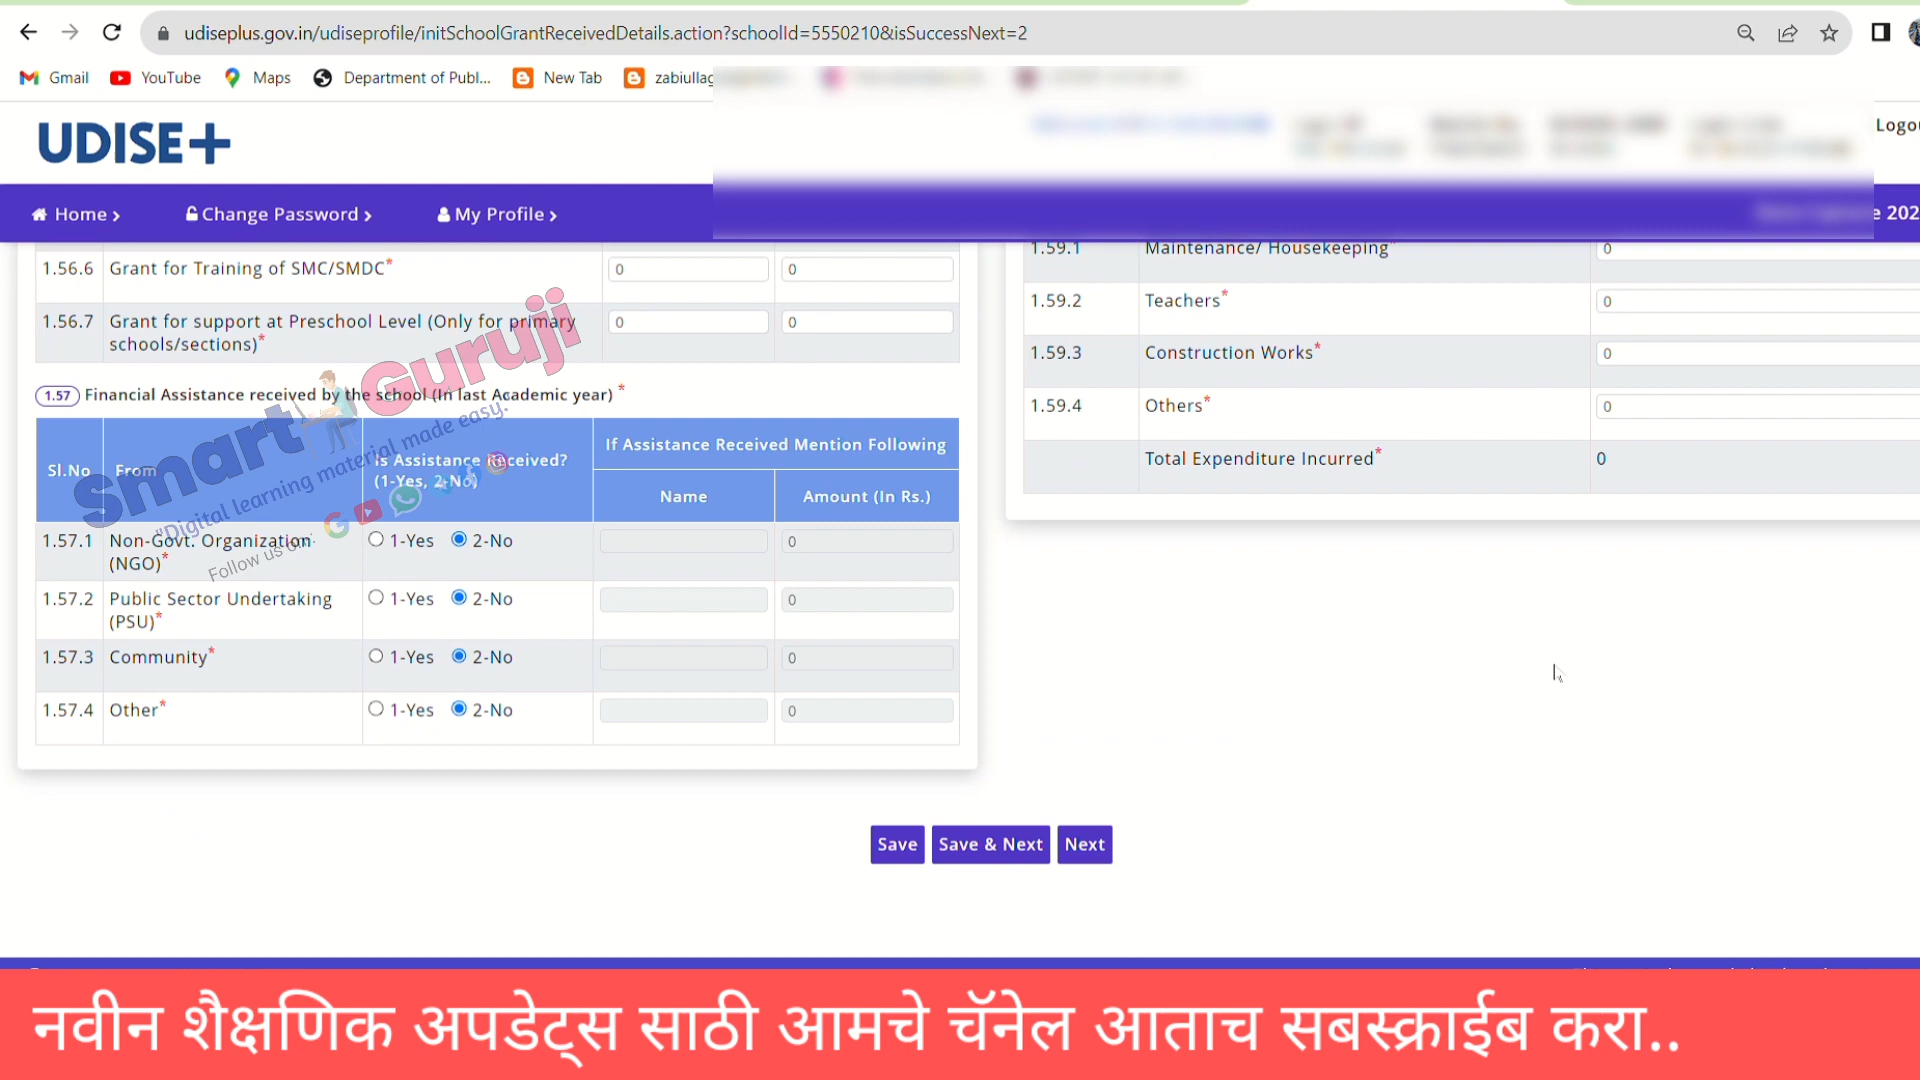 udiseplus.gov.in/udiseprofile/initSchoolGrantReceivedDetails.action?schoolId=5550210&isSuccessNext=2
Gmail YouTube Maps Department of Publ... New Tab zabiullag
UDISE+
Logou
Home Change Password My Profile
e 202
1.56.6 Grant for Training of SMC/SMDC* 0 0
1.56.7 Grant for support at Preschool Level (Only for primary schools/sections)* 0 0
1.57 Financial Assistance received by the school (In last Academic year) *
Sl.No From Is Assistance Received? (1-Yes, 2-No) If Assistance Received Mention Following
Name Amount (In Rs.)
1.57.1 Non-Govt. Organization (NGO)* 1-Yes 2-No 0
1.57.2 Public Sector Undertaking (PSU)* 1-Yes 2-No 0
1.57.3 Community* 1-Yes 2-No 0
1.57.4 Other* 1-Yes 2-No 0
1.59.1 Maintenance/ Housekeeping* 0
1.59.2 Teachers* 0
1.59.3 Construction Works* 0
1.59.4 Others* 0
Total Expenditure Incurred* 0
Smart Guruji
"Digital learning material made easy."
Follow us on:
Save Save & Next Next
नवीन शैक्षणिक अपडेट्स साठी आमचे चॅनेल आताच सबस्क्राईब करा..